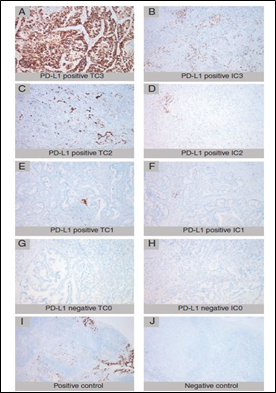 A
PD-L1 positive TC3
B
PD-L1 positive IC3
C
PD-L1 positive TC2
D
PD-L1 positive IC2
E
PD-L1 positive TC1
F
PD-L1 positive IC1
G
PD-L1 negative TC0
H
PD-L1 negative IC0
I
Positive control
J
Negative control